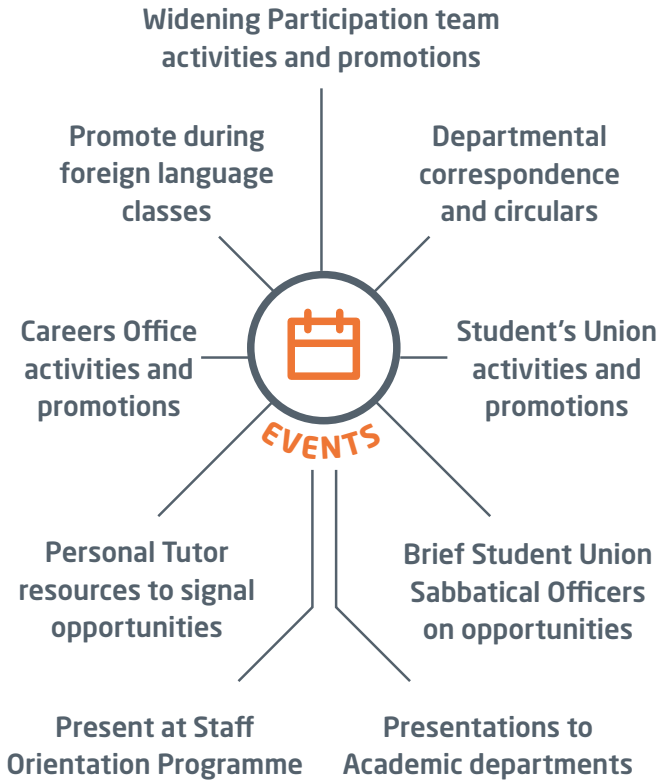 Widening Participation team
activities and promotions
Promote during
foreign language
classes
Departmental
correspondence
and circulars
Careers Office
activities and
promotions
Student's Union
activities and
promotions
EVENTS
Personal Tutor
resources to signal
opportunities
Brief Student Union
Sabbatical Officers
on opportunities
Present at Staff
Orientation Programme
Presentations to
Academic departments